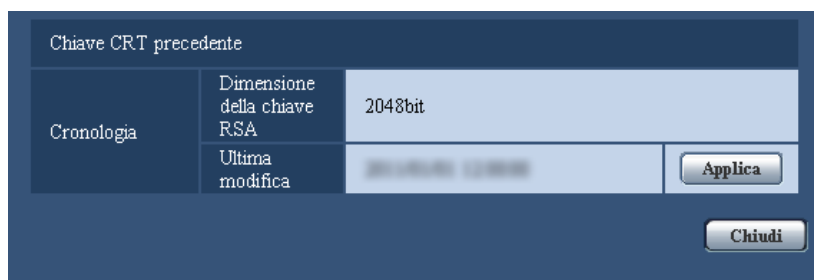 Chiave CRT precedente
Cronologia
Dimensione
della chiave
RSA
2048bit
Ultima
modifica
Applica
Chiudi